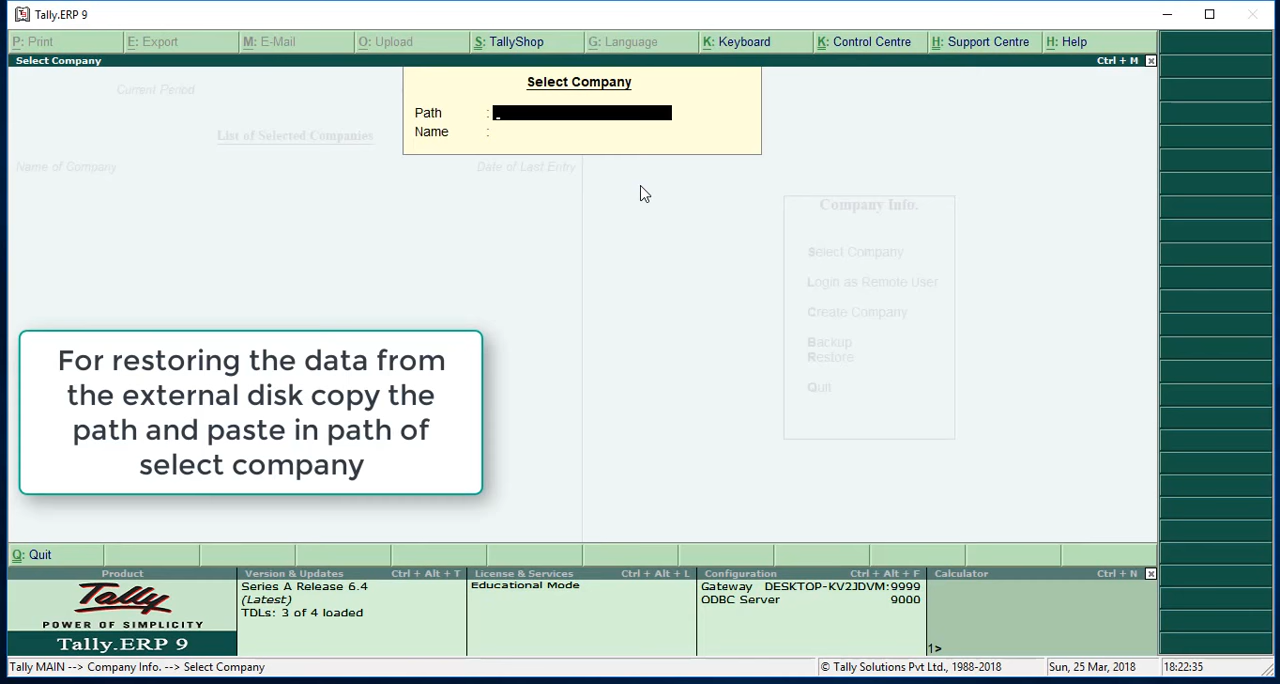 Tally.ERP 9
P: Print E: Export M: E-Mail O: Upload S: TallyShop G: Language K: Keyboard K: Control Centre H: Support Centre H: Help
Select Company Ctrl + M
Current Period
Select Company
Path :
Name :
List of Selected Companies
Name of Company Date of Last Entry
Company Info.
Select Company
Login as Remote User
Create Company
Backup
Restore
Quit
For restoring the data from
the external disk copy the
path and paste in path of
select company
Q: Quit
Product Version & Updates Ctrl + Alt + T License & Services Ctrl + Alt + L Configuration Ctrl + Alt + F Calculator Ctrl + N
Tally
POWER OF SIMPLICITY
Tally.ERP 9
Series A Release 6.4
(Latest)
TDLs: 3 of 4 loaded
Educational Mode
Gateway DESKTOP-KV2JDVM:9999
ODBC Server 9000
1>
Tally MAIN --> Company Info. --> Select Company © Tally Solutions Pvt Ltd., 1988-2018 Sun, 25 Mar, 2018 18:22:35